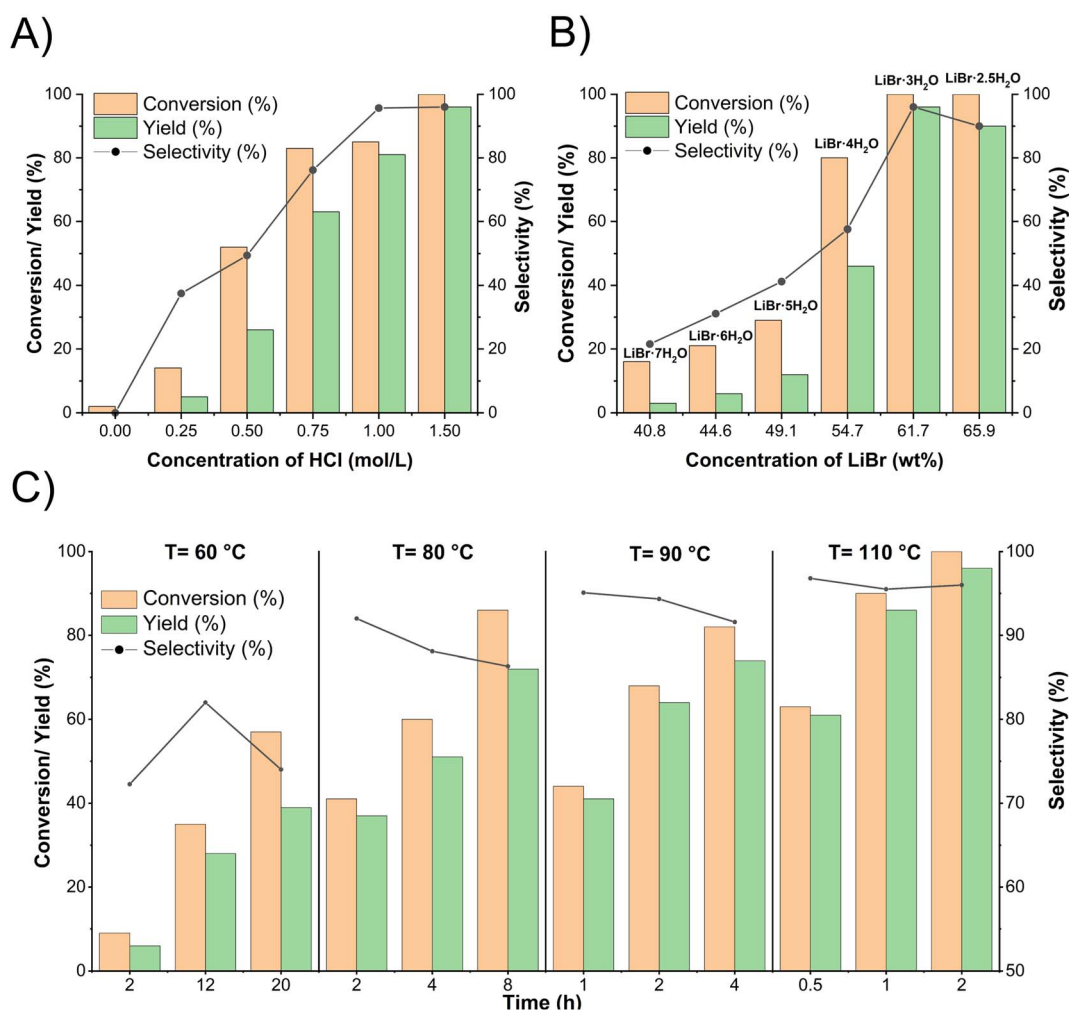 A)
100
80
60
40
20
0
Conversion/ Yield (%)
Conversion (%)
Yield (%)
Selectivity (%)
100
80
60
40
20
0
Selectivity (%)
0.00 0.25 0.50 0.75 1.00 1.50
Concentration of HCl (mol/L)
B)
100
80
60
40
20
0
Conversion/ Yield (%)
Conversion (%)
Yield (%)
Selectivity (%)
LiBr·7H₂O
LiBr·6H₂O
LiBr·5H₂O
LiBr·4H₂O
LiBr·3H₂O
LiBr·2.5H₂O
100
80
60
40
20
0
Selectivity (%)
40.8 44.6 49.1 54.7 61.7 65.9
Concentration of LiBr (wt%)
C)
T= 60 °C T= 80 °C T= 90 °C T= 110 °C
100
80
60
40
20
0
Conversion/ Yield (%)
Conversion (%)
Yield (%)
Selectivity (%)
100
90
80
70
60
50
Selectivity (%)
2 12 20 2 4 8 1 2 4 0.5 1 2
Time (h)